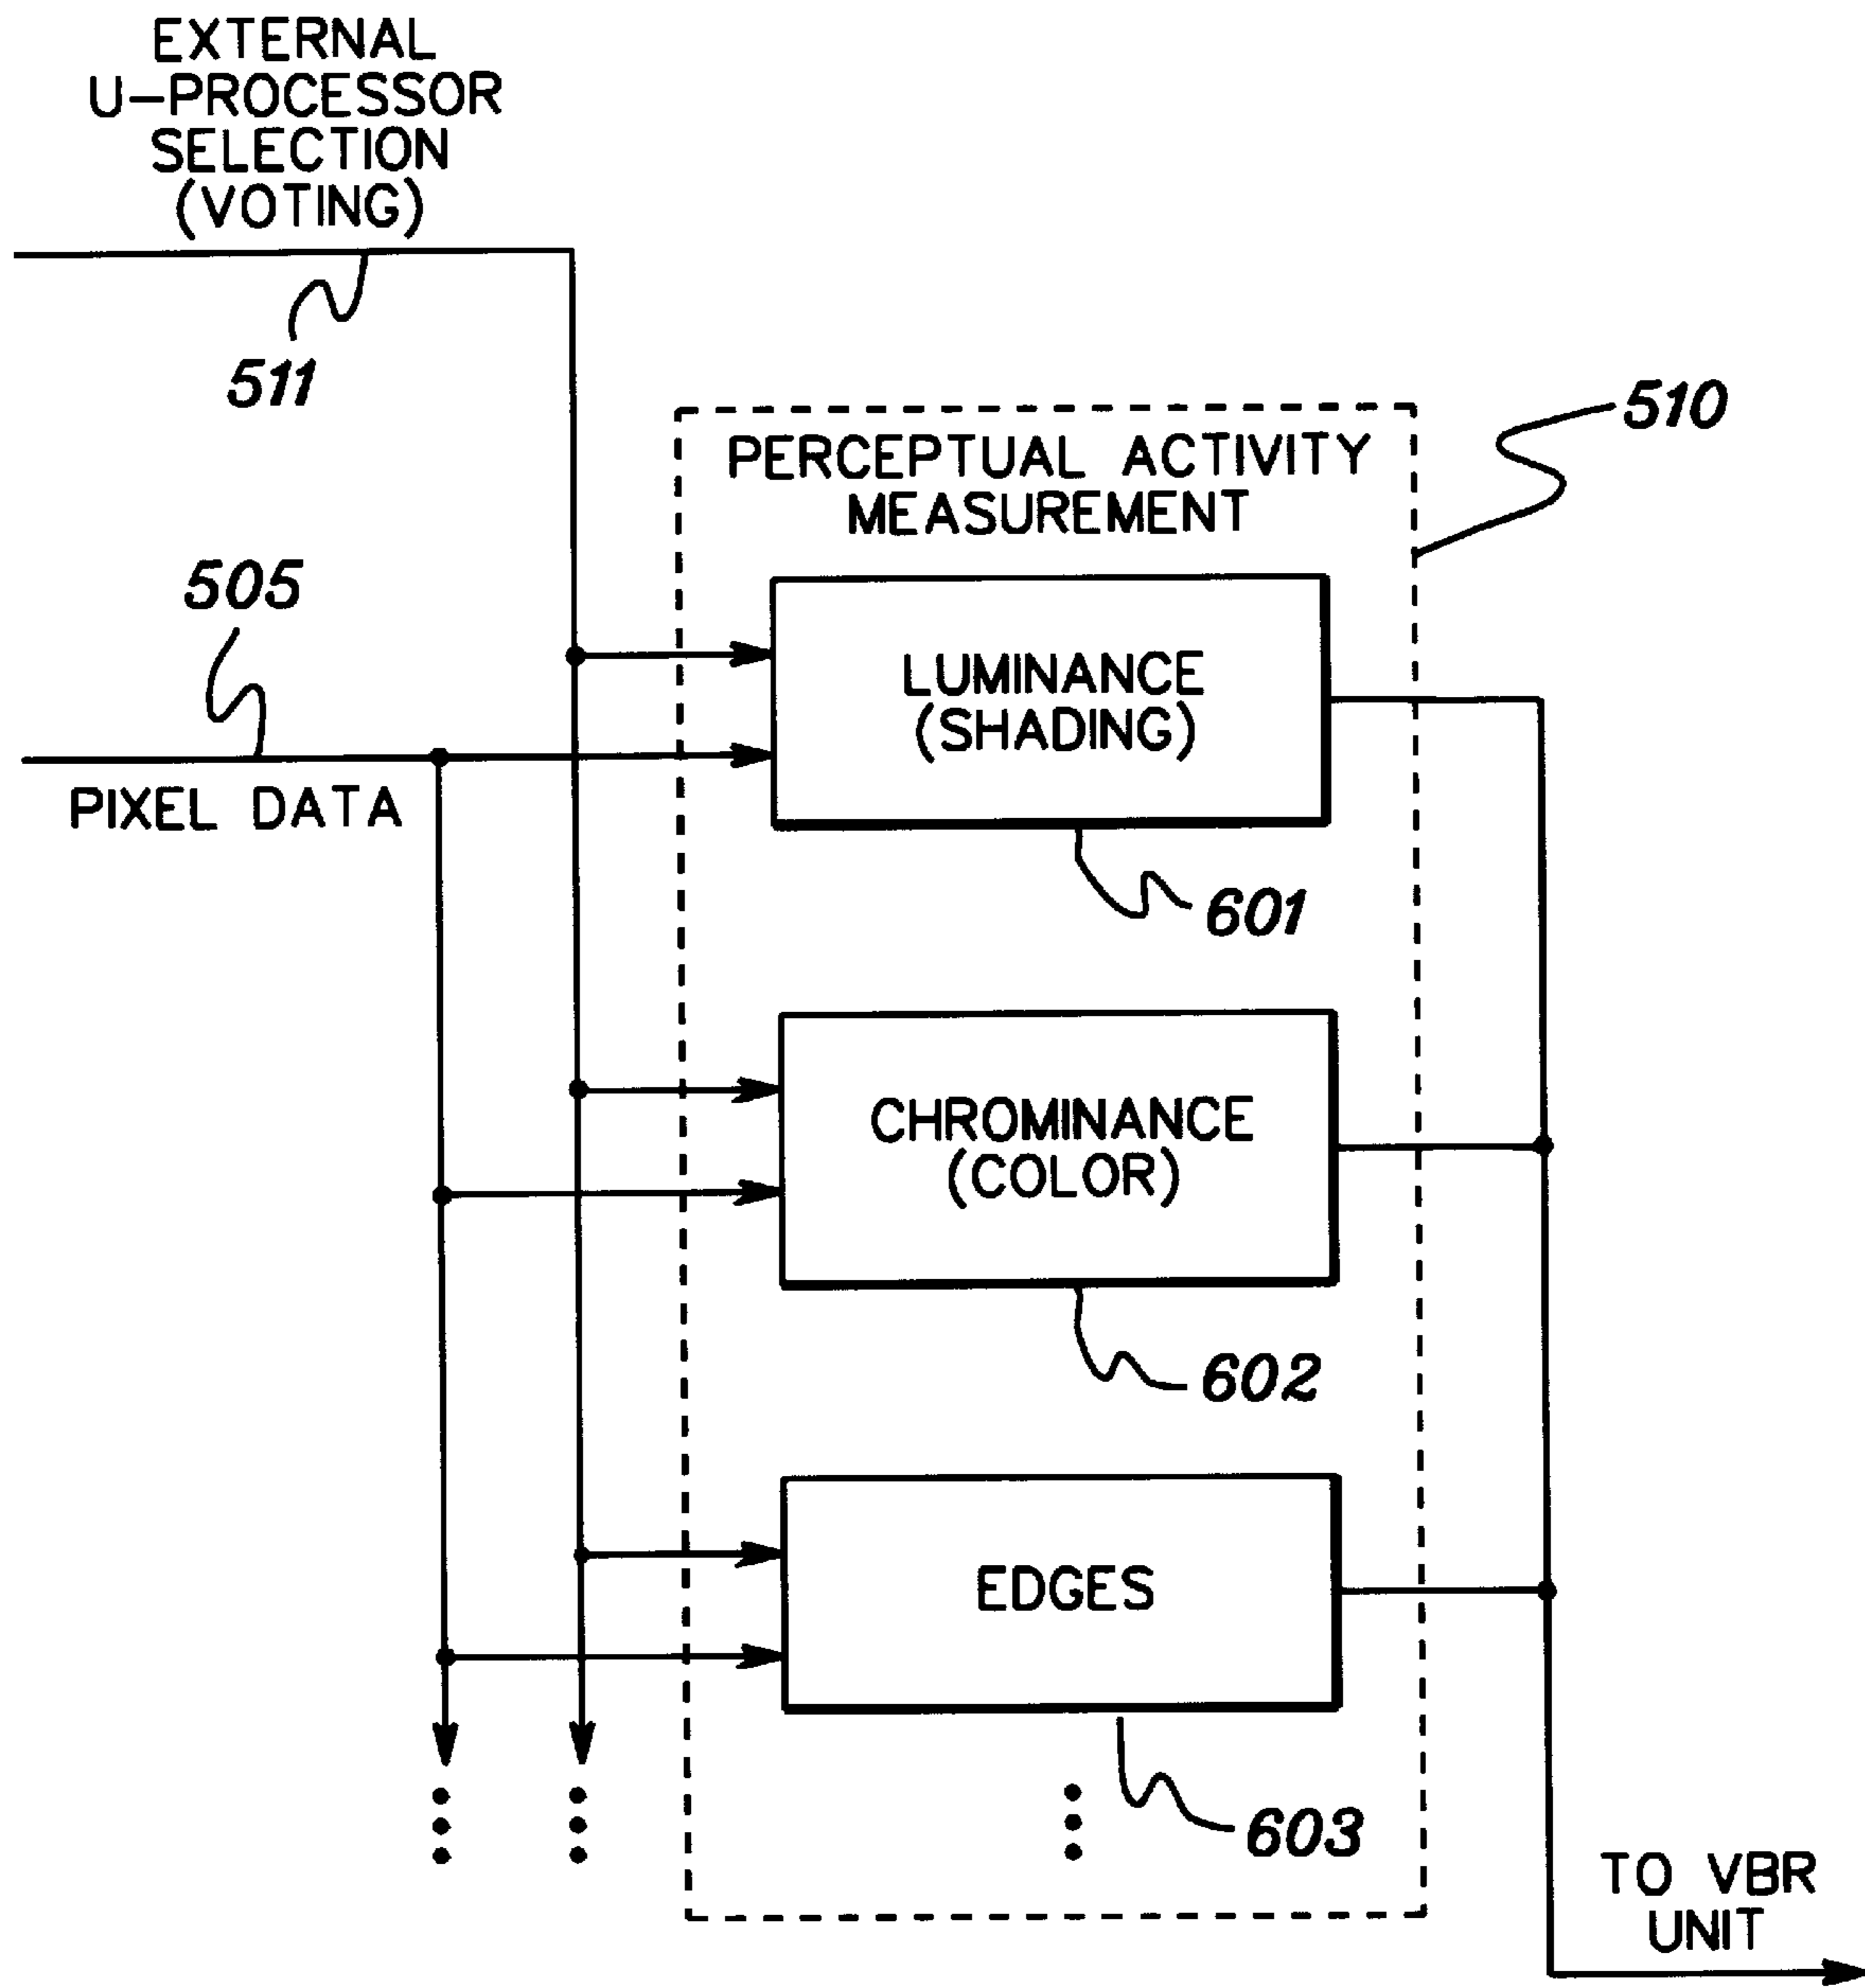 EXTERNAL
U-PROCESSOR
SELECTION
(VOTING)
511
510
PERCEPTUAL ACTIVITY
MEASUREMENT
505
LUMINANCE
(SHADING)
PIXEL DATA
601
CHROMINANCE
(COLOR)
602
EDGES
603
TO VBR
UNIT